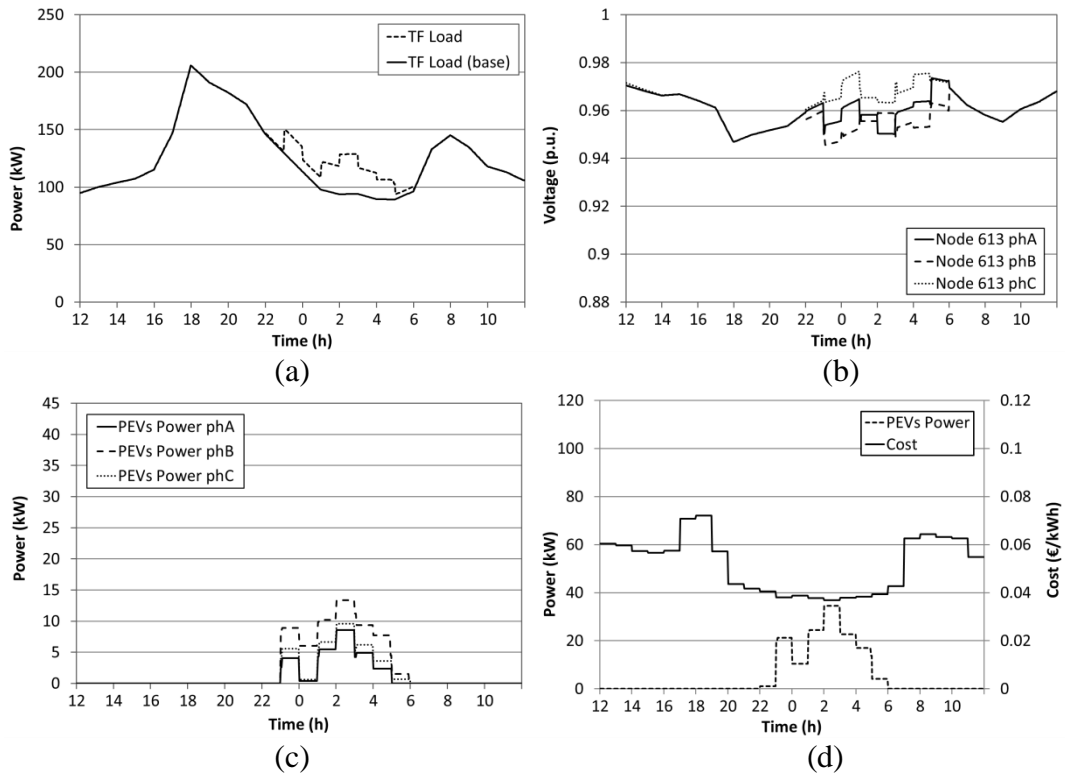 250
200
150
100
50
0
Power (kW)
TF Load
TF Load (base)
12 14 16 18 20 22 0 2 4 6 8 10
Time (h)
(a)
1
0.98
0.96
0.94
0.92
0.9
0.88
Voltage (p.u.)
Node 613 phA
Node 613 phB
Node 613 phC
12 14 16 18 20 22 0 2 4 6 8 10 12
Time (h)
(b)
45
40
35
30
25
20
15
10
5
0
Power (kW)
PEVs Power phA
PEVs Power phB
PEVs Power phC
12 14 16 18 20 22 0 2 4 6 8 10 12
Time (h)
(c)
120
100
80
60
40
20
0
Power (kW)
PEVs Power
Cost
0.12
0.1
0.08
0.06
0.04
0.02
0
Cost (€/kWh)
12 14 16 18 20 22 0 2 4 6 8 10 12
Time (h)
(d)